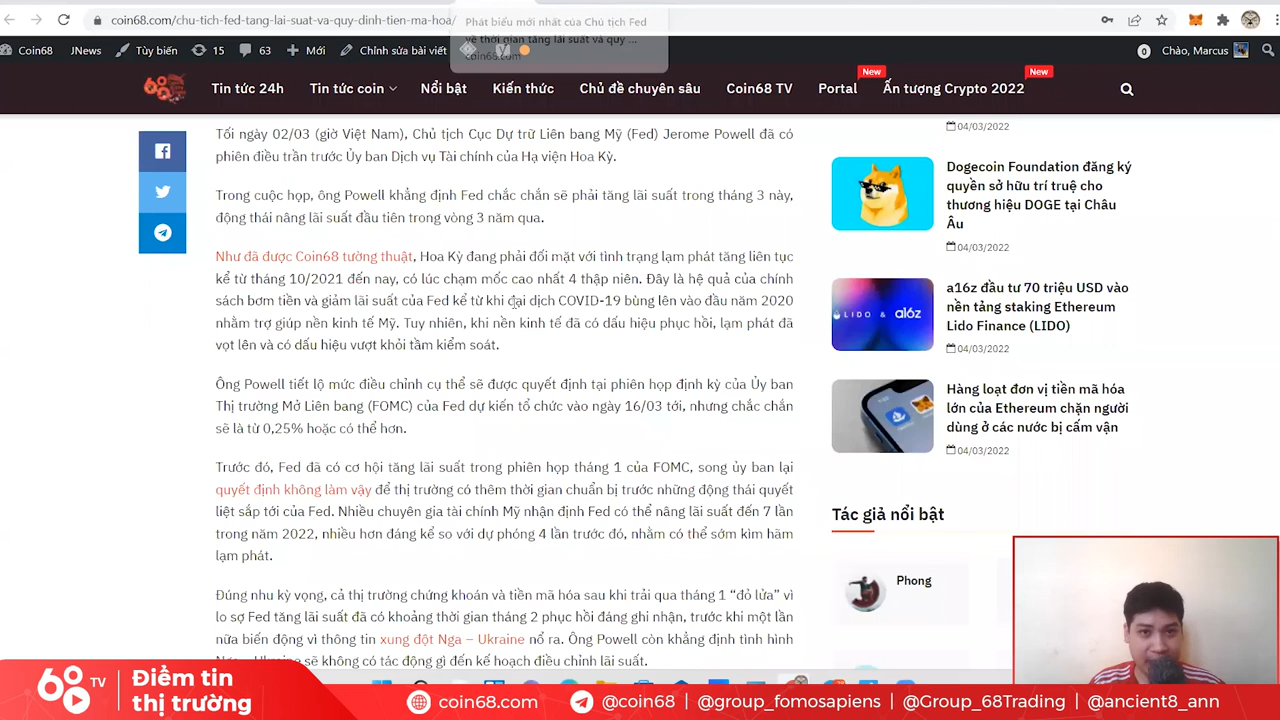 coin68.com/chu-tich-fed-tang-lai-suat-va-quy-dinh-tien-ma-hoa/
Phát biểu mới nhất của Chủ tịch Fed
về thời gian tăng lãi suất và quy ...
coin68.com
Coin68
JNews
Tùy biến
15
63
Mới
Chỉnh sửa bài viết
0
Chào, Marcus
Tin tức 24h
Tin tức coin
Nổi bật
Kiến thức
Chủ đề chuyên sâu
Coin68 TV
Portal
New
Ấn tượng Crypto 2022
New
Tối ngày 02/03 (giờ Việt Nam), Chủ tịch Cục Dự trữ Liên bang Mỹ (Fed) Jerome Powell đã có
phiên điều trần trước Ủy ban Dịch vụ Tài chính của Hạ viện Hoa Kỳ.
Trong cuộc họp, ông Powell khẳng định Fed chắc chắn sẽ phải tăng lãi suất trong tháng 3 này,
động thái nâng lãi suất đầu tiên trong vòng 3 năm qua.
Như đã được Coin68 tường thuật, Hoa Kỳ đang phải đối mặt với tình trạng lạm phát tăng liên tục
kể từ tháng 10/2021 đến nay, có lúc chạm mốc cao nhất 4 thập niên. Đây là hệ quả của chính
sách bơm tiền và giảm lãi suất của Fed kể từ khi đại dịch COVID-19 bùng lên vào đầu năm 2020
nhằm trợ giúp nền kinh tế Mỹ. Tuy nhiên, khi nền kinh tế đã có dấu hiệu phục hồi, lạm phát đã
vọt lên và có dấu hiệu vượt khỏi tầm kiểm soát.
Ông Powell tiết lộ mức điều chỉnh cụ thể sẽ được quyết định tại phiên họp định kỳ của Ủy ban
Thị trường Mở Liên bang (FOMC) của Fed dự kiến tổ chức vào ngày 16/03 tới, nhưng chắc chắn
sẽ là từ 0,25% hoặc có thể hơn.
Trước đó, Fed đã có cơ hội tăng lãi suất trong phiên họp tháng 1 của FOMC, song ủy ban lại
quyết định không làm vậy để thị trường có thêm thời gian chuẩn bị trước những động thái quyết
liệt sắp tới của Fed. Nhiều chuyên gia tài chính Mỹ nhận định Fed có thể nâng lãi suất đến 7 lần
trong năm 2022, nhiều hơn đáng kể so với dự phóng 4 lần trước đó, nhằm có thể sớm kìm hãm
lạm phát.
Đúng như kỳ vọng, cả thị trường chứng khoán và tiền mã hóa sau khi trải qua tháng 1 “đỏ lửa” vì
lo sợ Fed tăng lãi suất đã có khoảng thời gian tháng 2 phục hồi đáng ghi nhận, trước khi một lần
nữa biến động vì thông tin xung đột Nga – Ukraine nổ ra. Ông Powell còn khẳng định tình hình
sẽ không có tác động gì đến kế hoạch điều chỉnh lãi suất.
04/03/2022
Dogecoin Foundation đăng ký
quyền sở hữu trí truệ cho
thương hiệu DOGE tại Châu
Âu
04/03/2022
LIDO & a16z
a16z đầu tư 70 triệu USD vào
nền tảng staking Ethereum
Lido Finance (LIDO)
04/03/2022
Hàng loạt đơn vị tiền mã hóa
lớn của Ethereum chặn người
dùng ở các nước bị cấm vận
04/03/2022
Tác giả nổi bật
Phong
68 TV
Điểm tin
thị trường
coin68.com
@coin68
@group_fomosapiens
@Group_68Trading
@ancient8_ann